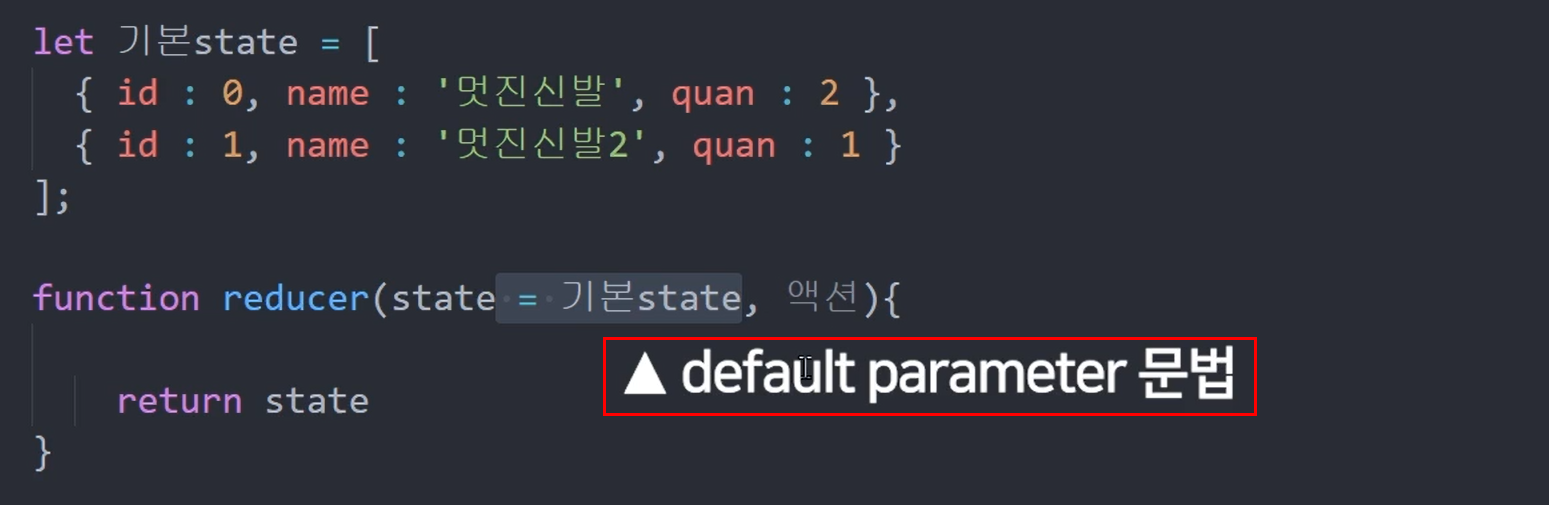 let 기본state = [
{ id : 0, name : '멋진신발', quan : 2 },
{ id : 1, name : '멋진신발2', quan : 1 }
];
function reducer(state = 기본state, 액션){
▲ default parameter 문법
return state
}